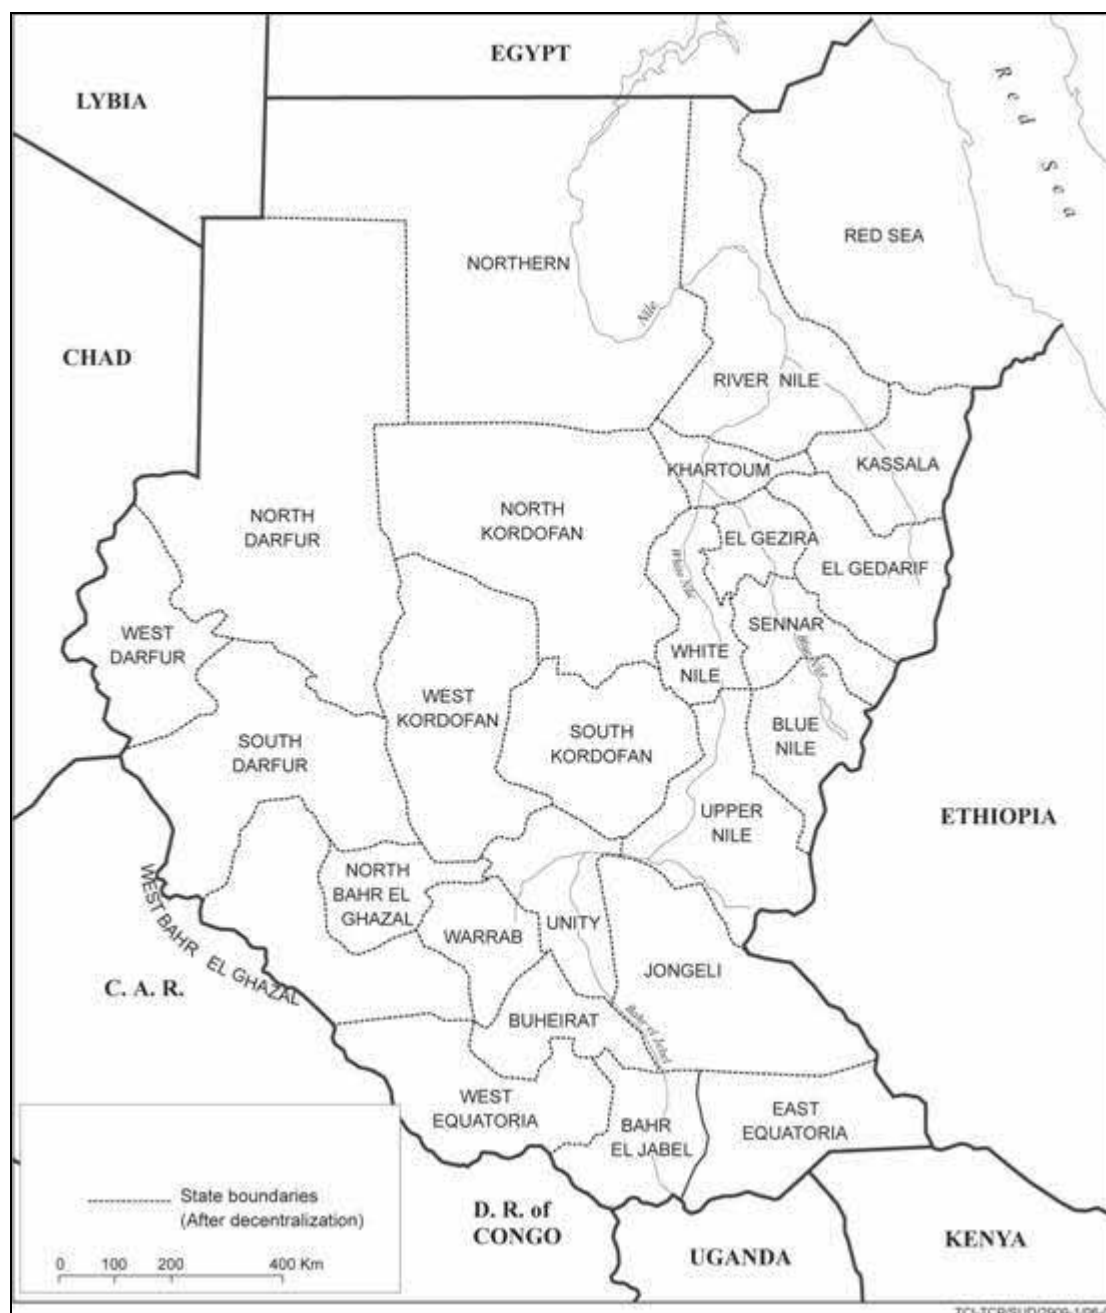 EGYPT
LYBIA
Red Sea
RED SEA
NORTHERN
Nile
CHAD
RIVER NILE
KHARTOUM
KASSALA
NORTH
DARFUR
NORTH
KORDOFAN
EL GEZIRA
EL GEDARIF
White Nile
WEST
DARFUR
SENNAR
Blue Nile
WHITE
NILE
WEST
KORDOFAN
SOUTH
DARFUR
SOUTH
KORDOFAN
BLUE
NILE
UPPER
NILE
ETHIOPIA
NORTH
BAHR EL
GHAZAL
WEST BAHR EL GHAZAL
WARRAB
UNITY
JONGELI
C. A. R.
BUHEIRAT
Bahr el Jebel
WEST
EQUATORIA
EAST
EQUATORIA
BAHR
EL JABEL
State boundaries
(After decentralization)
D. R. of
CONGO
UGANDA
KENYA
0 100 200 400 Km